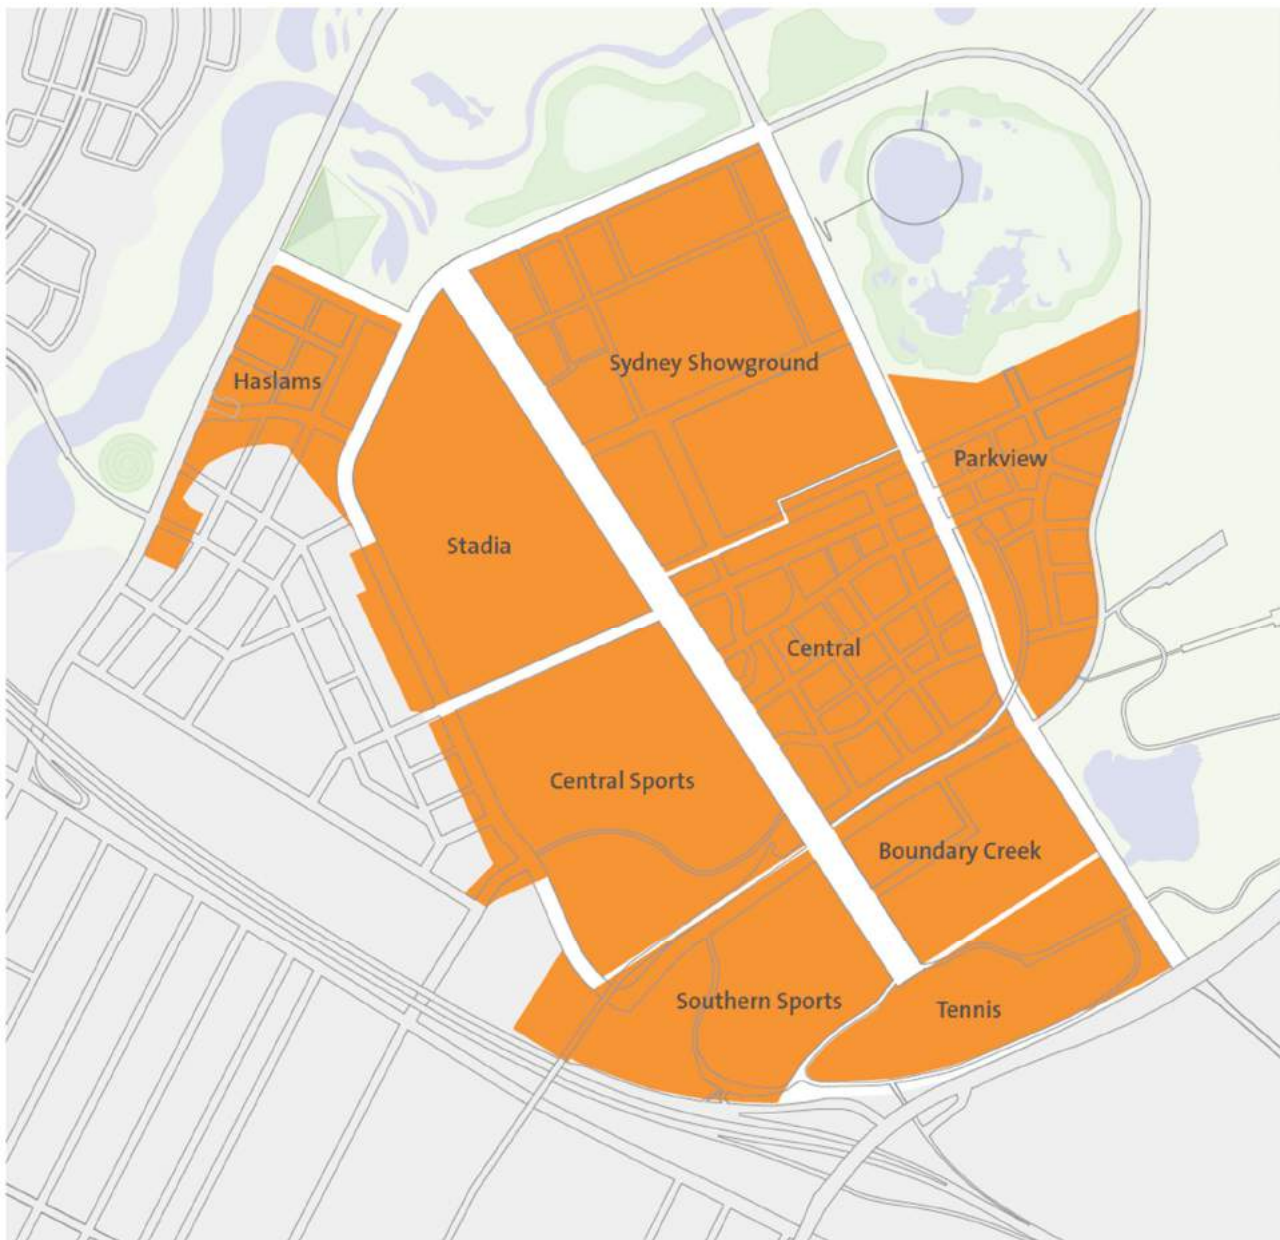 Sydney Showground
Haslams
Parkview
Stadia
Central
Central Sports
Boundary Creek
Southern Sports
Tennis